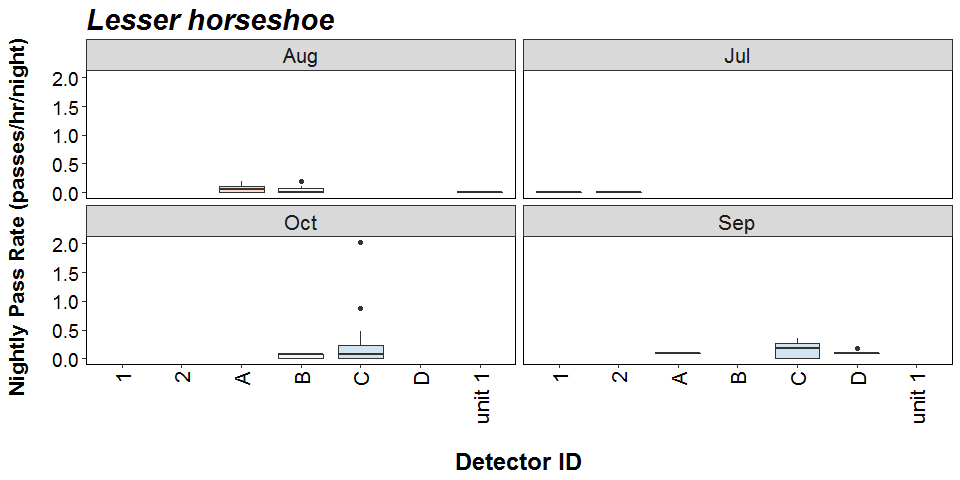 Lesser horseshoe
Nightly Pass Rate (passes/hr/night)
Aug
Jul
2.0
1.5
1.0
0.5
0.0
Oct
Sep
2.0
1.5
1.0
0.5
0.0
1 2 A B C D unit 1
1 2 A B C D unit 1
Detector ID